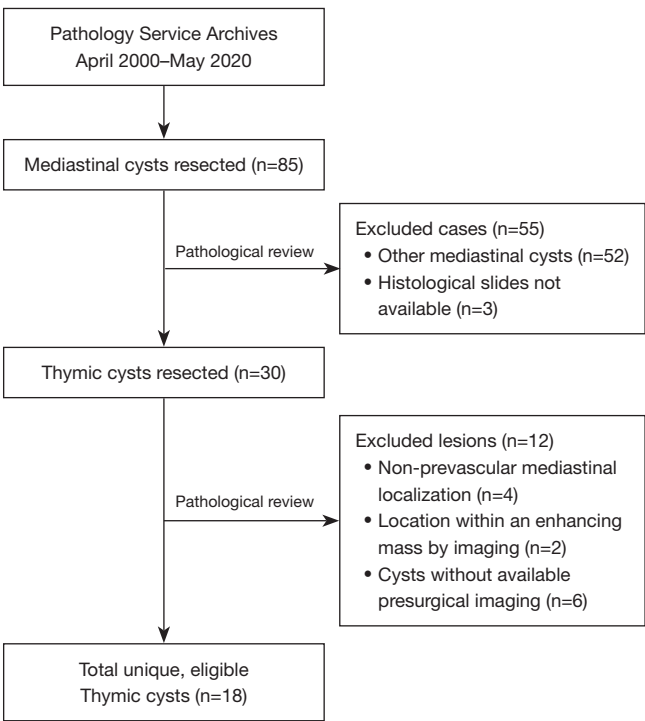 Pathology Service Archives
April 2000–May 2020
Mediastinal cysts resected (n=85)
Pathological review
Excluded cases (n=55)
• Other mediastinal cysts (n=52)
• Histological slides not
available (n=3)
Thymic cysts resected (n=30)
Pathological review
Excluded lesions (n=12)
• Non-prevascular mediastinal
localization (n=4)
• Location within an enhancing
mass by imaging (n=2)
• Cysts without available
presurgical imaging (n=6)
Total unique, eligible
Thymic cysts (n=18)